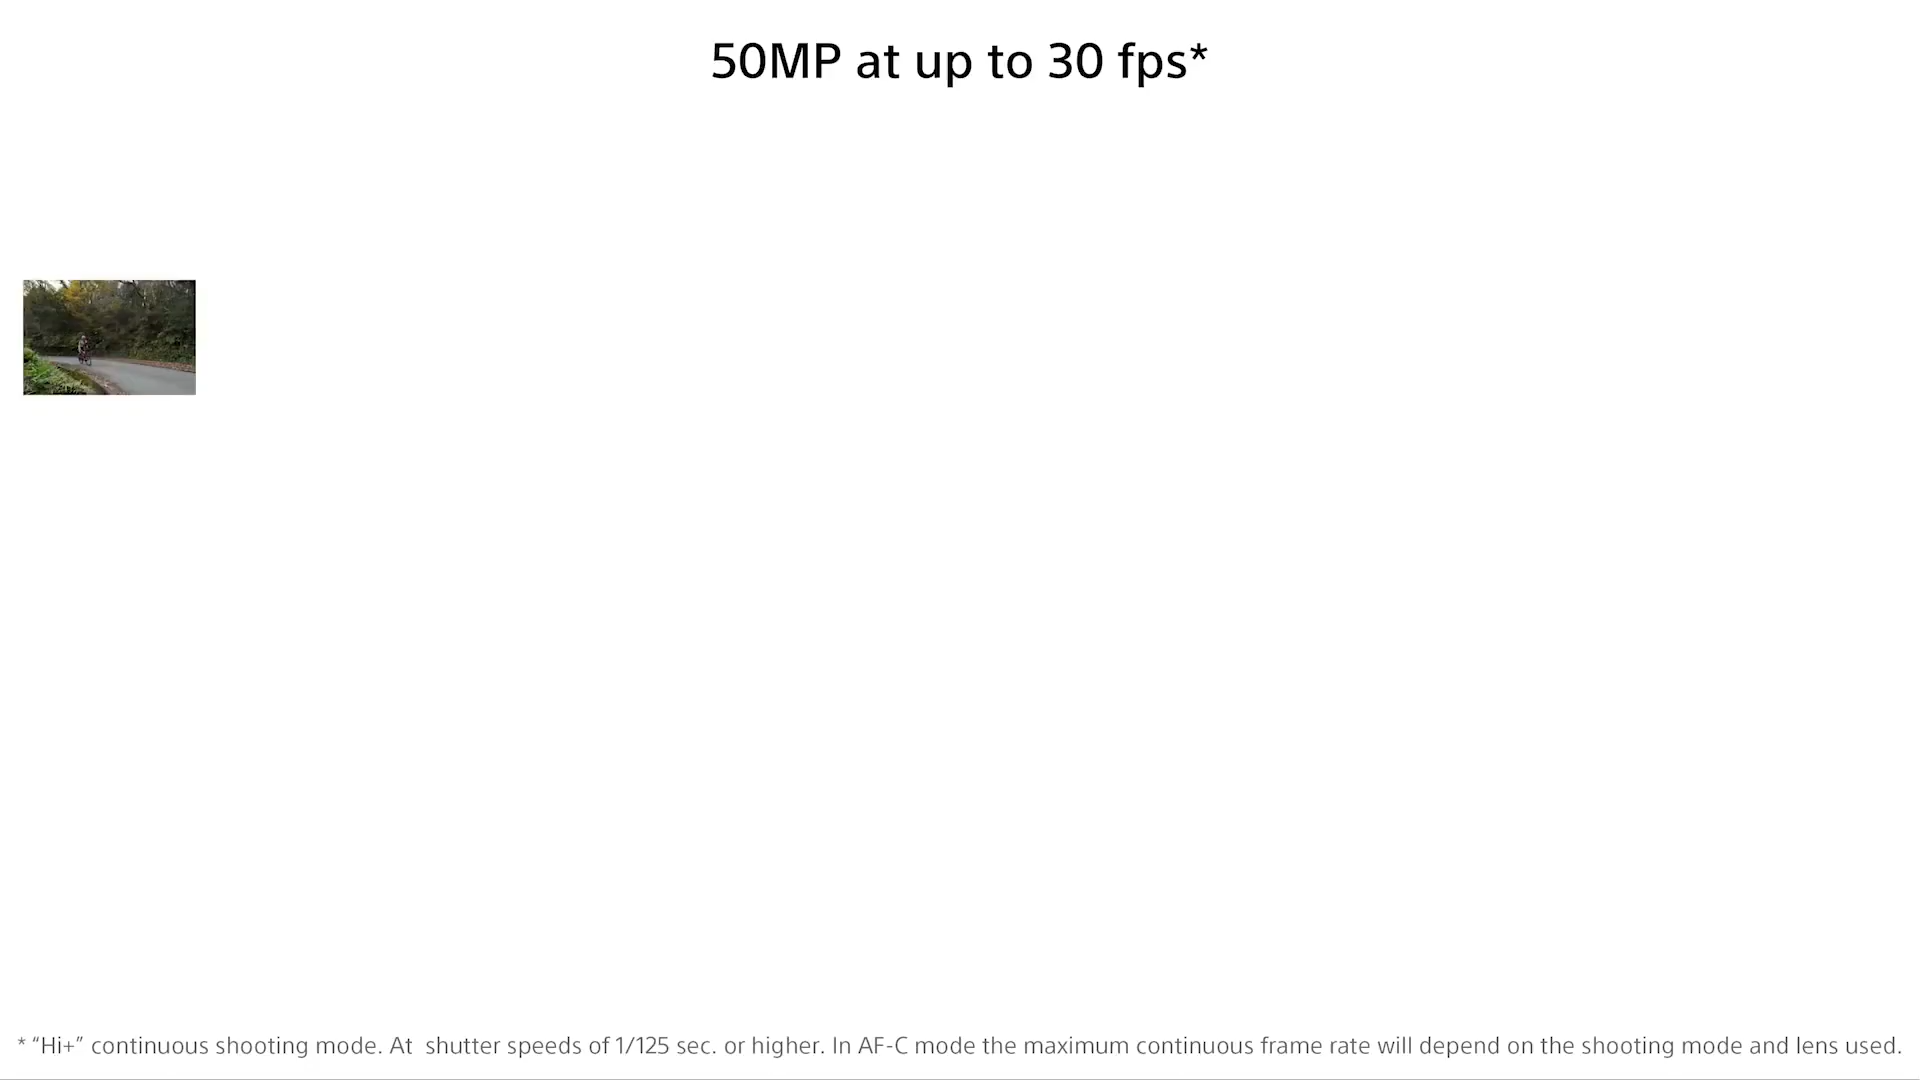 50MP at up to 30 fps*
* “Hi+” continuous shooting mode. At  shutter speeds of 1/125 sec. or higher. In AF-C mode the maximum continuous frame rate will depend on the shooting mode and lens used.